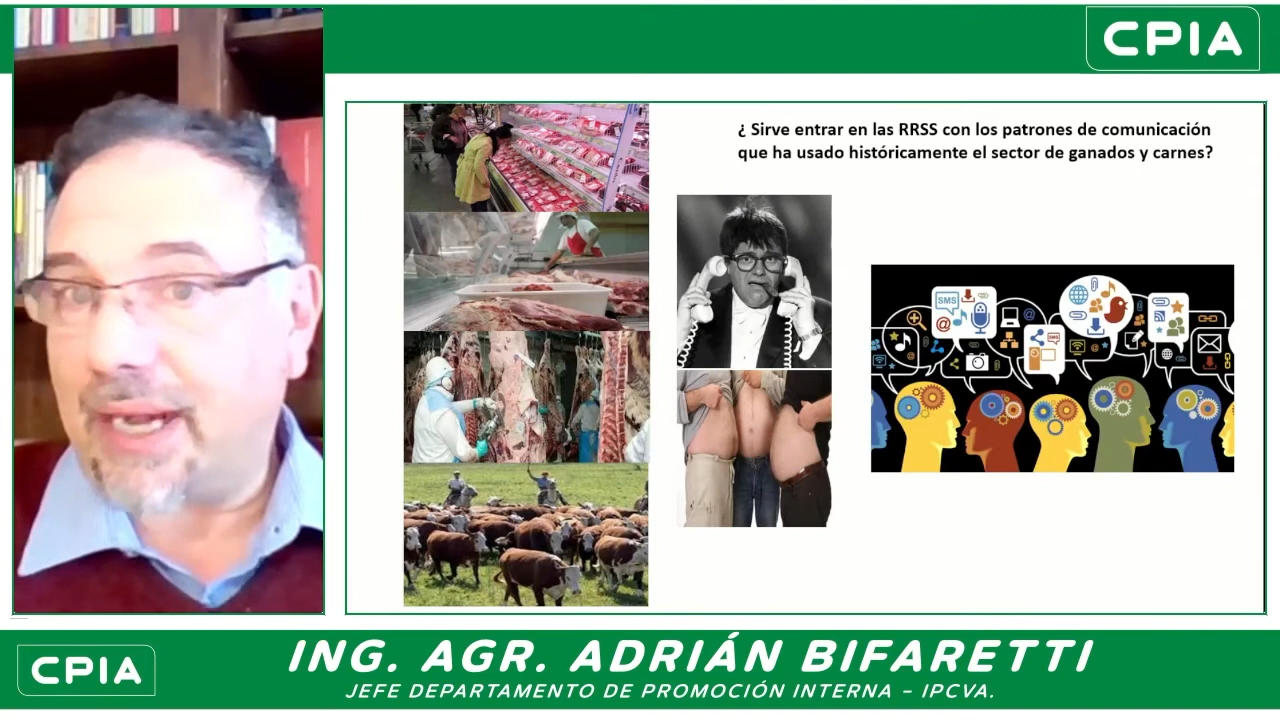 CPIA
¿ Sirve entrar en las RRSS con los patrones de comunicación
que ha usado históricamente el sector de ganados y carnes?
SMS
@
@
@
SMS
@
CPIA
ING. AGR. ADRIÁN BIFARETTI
JEFE DEPARTAMENTO DE PROMOCIÓN INTERNA – IPCVA.